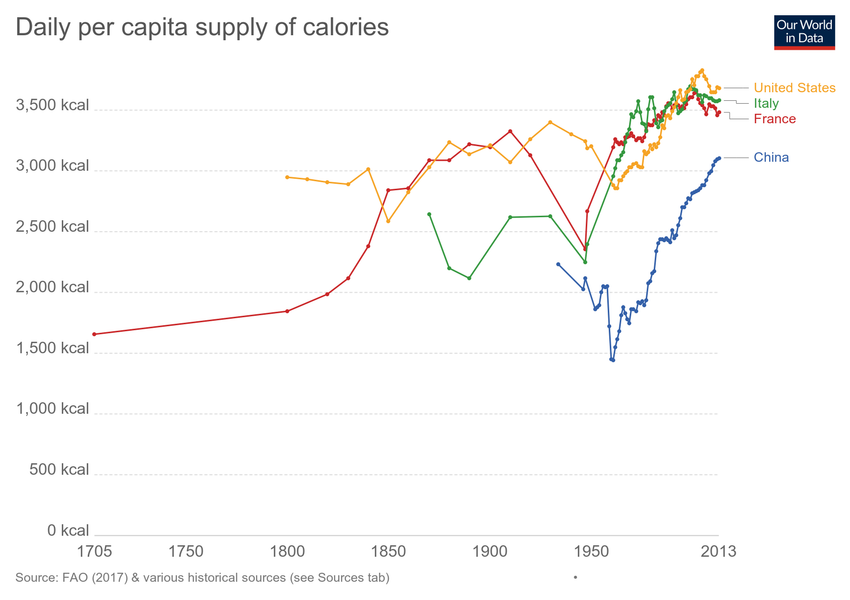 Daily per capita supply of calories
Our World
in Data
3,500 kcal
3,000 kcal
2,500 kcal
2,000 kcal
1,500 kcal
1,000 kcal
500 kcal
0 kcal
United States
Italy
France
China
1705 1750 1800 1850 1900 1950 2013
Source: FAO (2017) & various historical sources (see Sources tab)